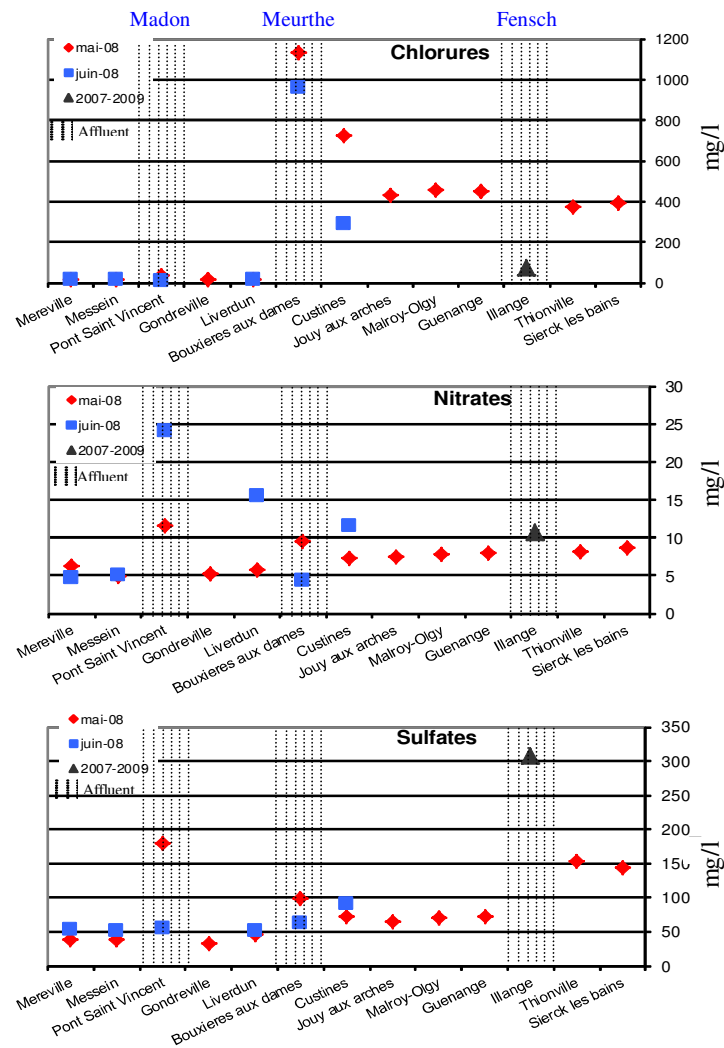 Madon Meurthe Fensch
mai-08
juin-08
2007-2009
Affluent
Chlorures
1200
1000
800
600
400
200
0
mg/l
Mereville
Messein
Pont Saint Vincent
Gondreville
Liverdun
Bouxieres aux dames
Custines
Jouy aux arches
Malroy-Olgy
Guenange
Illange
Thionville
Sierck les bains
mai-08
juin-08
2007-2009
Affluent
Nitrates
30
25
20
15
10
5
0
mg/l
Mereville
Messein
Pont Saint Vincent
Gondreville
Liverdun
Bouxieres aux dames
Custines
Jouy aux arches
Malroy-Olgy
Guenange
Illange
Thionville
Sierck les bains
mai-08
juin-08
2007-2009
Affluent
Sulfates
350
300
250
200
150
100
50
0
mg/l
Mereville
Messein
Pont Saint Vincent
Gondreville
Liverdun
Bouxieres aux dames
Custines
Jouy aux arches
Malroy-Olgy
Guenange
Illange
Thionville
Sierck les bains